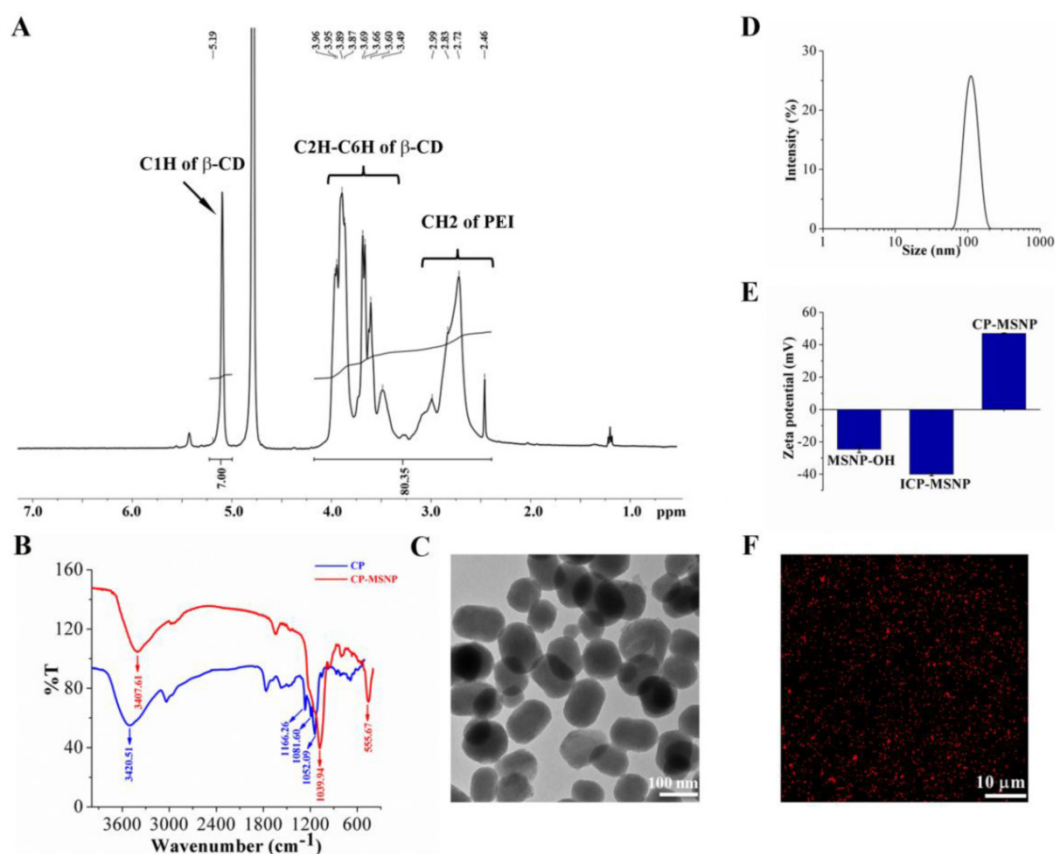 A
5.19
3.96
3.95
3.89
3.87
3.69
3.66
3.60
3.49
2.99
2.83
2.72
2.46
C1H of β-CD
C2H-C6H of β-CD
CH2 of PEI
7.00
80.35
7.0 6.0 5.0 4.0 3.0 2.0 1.0 ppm
D
Intensity (%)
30
20
10
0
1 10 100 1000
Size (nm)
E
Zeta potential (mV)
60
40
20
0
-20
-40
CP-MSNP
MSNP-OH
ICP-MSNP
B
%T
160
120
80
40
0
CP
CP-MSNP
3407.61
3420.51
1166.26
1081.60
1052.09
1039.94
555.67
3600 3000 2400 1800 1200 600
Wavenumber (cm-1)
C
100 nm
F
10 μm